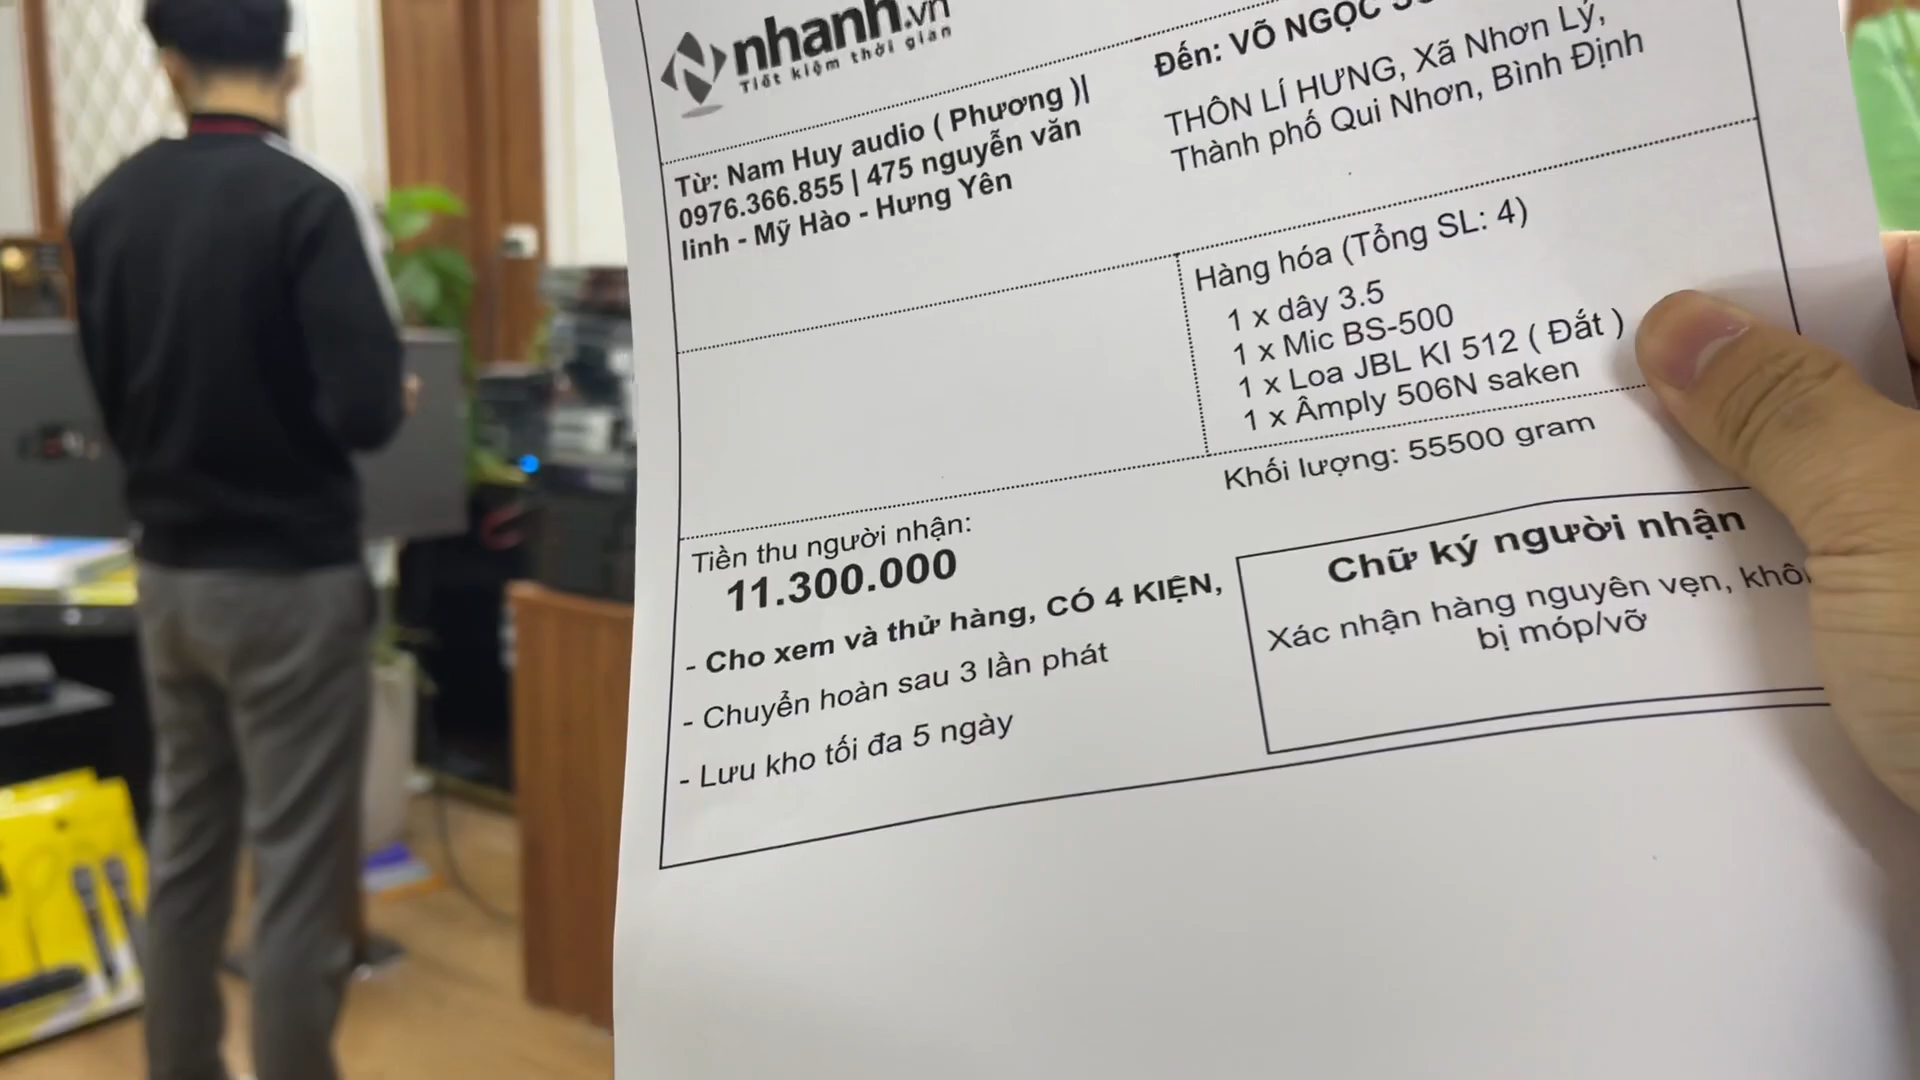 nhanh.vn
Tiết kiệm thời gian
Từ: Nam Huy audio ( Phương )|
0976.366.855 | 475 nguyễn văn
linh - Mỹ Hào - Hưng Yên
Đến: VÕ NGỌC
THÔN LÍ HƯNG, Xã Nhơn Lý,
Thành phố Qui Nhơn, Bình Định
Hàng hóa (Tổng SL: 4)
1 x dây 3.5
1 x Mic BS-500
1 x Loa JBL KI 512 ( Đắt )
1 x Âmply 506N saken
Khối lượng: 55500 gram
Tiền thu người nhận:
11.300.000
- Cho xem và thử hàng, CÓ 4 KIỆN,
- Chuyển hoàn sau 3 lần phát
- Lưu kho tối đa 5 ngày
Chữ ký người nhận
Xác nhận hàng nguyên vẹn,
bị móp/vỡ